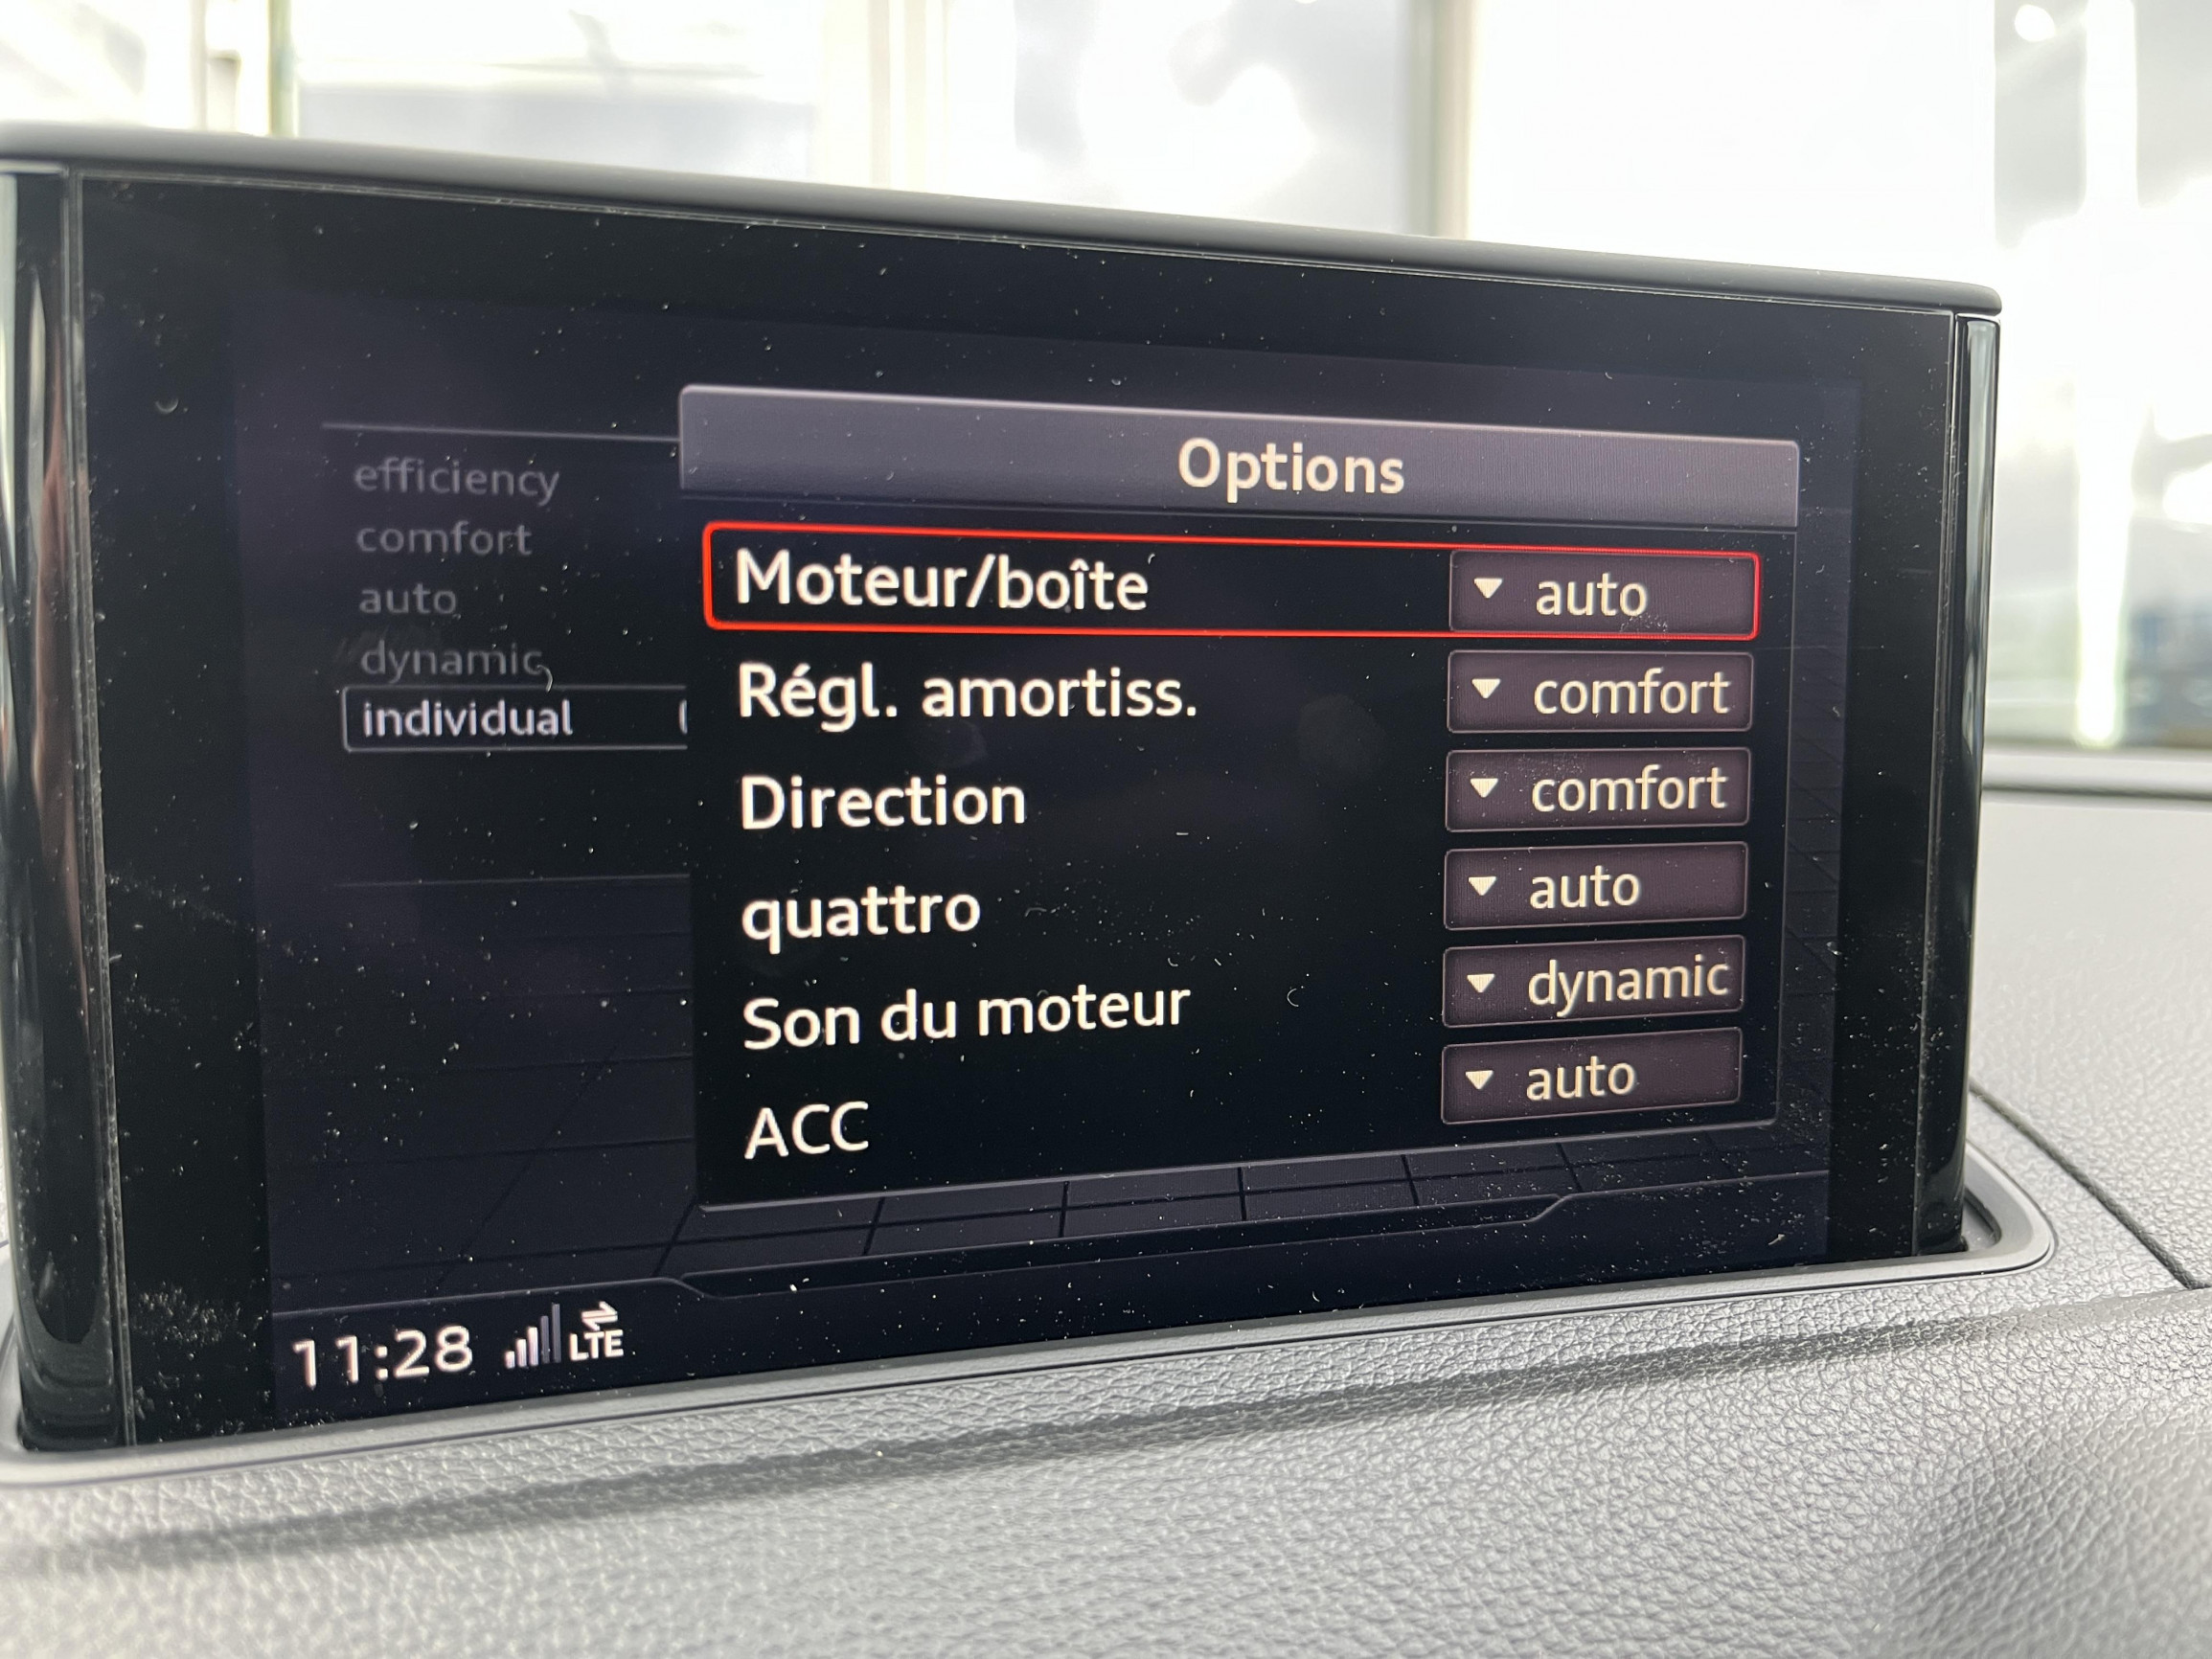 Options
efficiency
comfort
auto
dynamic
individual
Moteur/boîte auto
Régl. amortiss. comfort
Direction comfort
quattro auto
Son du moteur dynamic
ACC auto
11:28 LTE